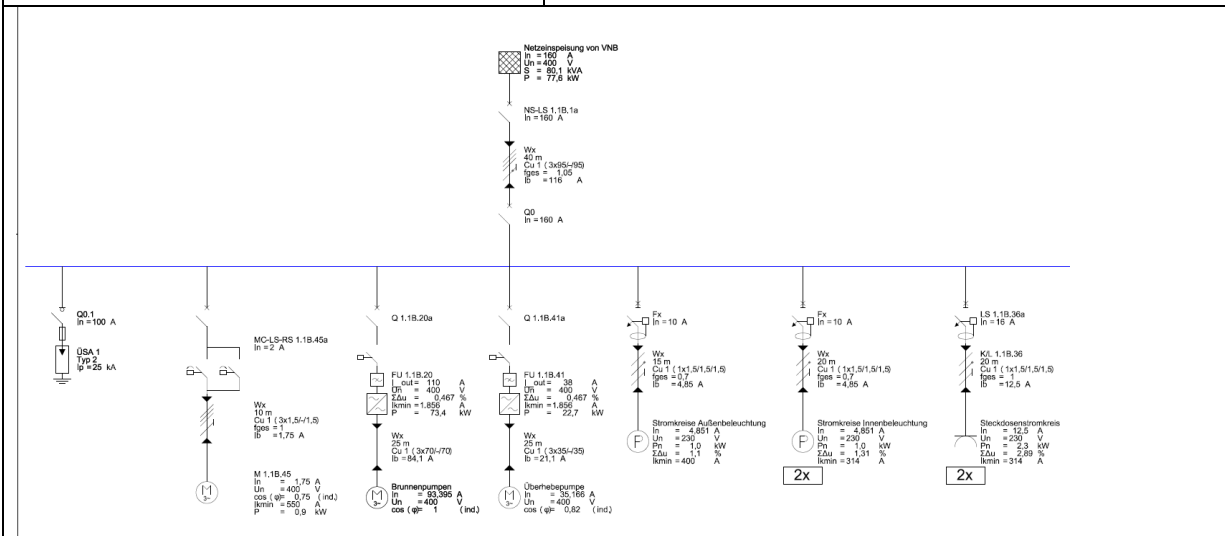 Netzeinspeisung von VNB
In = 160 A
Un = 400 V
S = 80,1 kVA
P = 77,6 kW
NS-LS 1.1B.1a
In = 160 A
Wx
40 m
Cu 1 ( 3x95/-/95)
fges = 1,05
Ib = 116 A
Q0
In = 160 A
Q0.1
In = 100 A
ÜSA 1
Typ 2
Ip = 25 kA
MC-LS-RS 1.1B.45a
In = 2 A
Wx
10 m
Cu 1 ( 3x1,5/-/1,5)
fges = 1
Ib = 1,75 A
M
3~
M 1.1B.45
In = 1,75 A
Un = 400 V
cos ( φ)= 0,75 ( ind.)
Ikmin = 550 A
P = 0,9 kW
Q 1.1B.20a
FU 1.1B.20
I_out= 110 A
Un = 400 V
ΣΔu = 0,467 %
Ikmin = 1.856 A
P = 73,4 kW
Wx
25 m
Cu 1 ( 3x70/-/70)
Ib = 84,1 A
M
3~
Brunnenpumpen
In = 93,395 A
Un = 400 V
cos ( φ)= 1 ( ind.)
Q 1.1B.41a
FU 1.1B.41
I_out= 38 A
Un = 400 V
ΣΔu = 0,467 %
Ikmin = 1.856 A
P = 22,7 kW
Wx
25 m
Cu 1 ( 3x35/-/35)
Ib = 21,1 A
M
3~
Überhebepumpe
In = 35,166 A
Un = 400 V
cos ( φ)= 0,82 ( ind.)
Fx
In = 10 A
Wx
15 m
Cu 1 ( 1x1,5/1,5/1,5)
fges = 0,7
Ib = 4,85 A
P
Stromkreise Außenbeleuchtung
In = 4,851 A
Un = 230 V
Pn = 1,0 kW
ΣΔu = 1,1 %
Ikmin = 400 A
Fx
In = 10 A
Wx
20 m
Cu 1 ( 1x1,5/1,5/1,5)
fges = 0,7
Ib = 4,85 A
P
Stromkreise Innenbeleuchtung
In = 4,851 A
Un = 230 V
Pn = 1,0 kW
ΣΔu = 1,31 %
Ikmin = 314 A
2x
LS 1.1B.36a
In = 16 A
K/L 1.1B.36
20 m
Cu 1 ( 1x1,5/1,5/1,5)
fges = 1
Ib = 12,5 A
Steckdosenstromkreis
In = 12,5 A
Un = 230 V
Pn = 2,3 kW
ΣΔu = 2,89 %
Ikmin = 314 A
2x